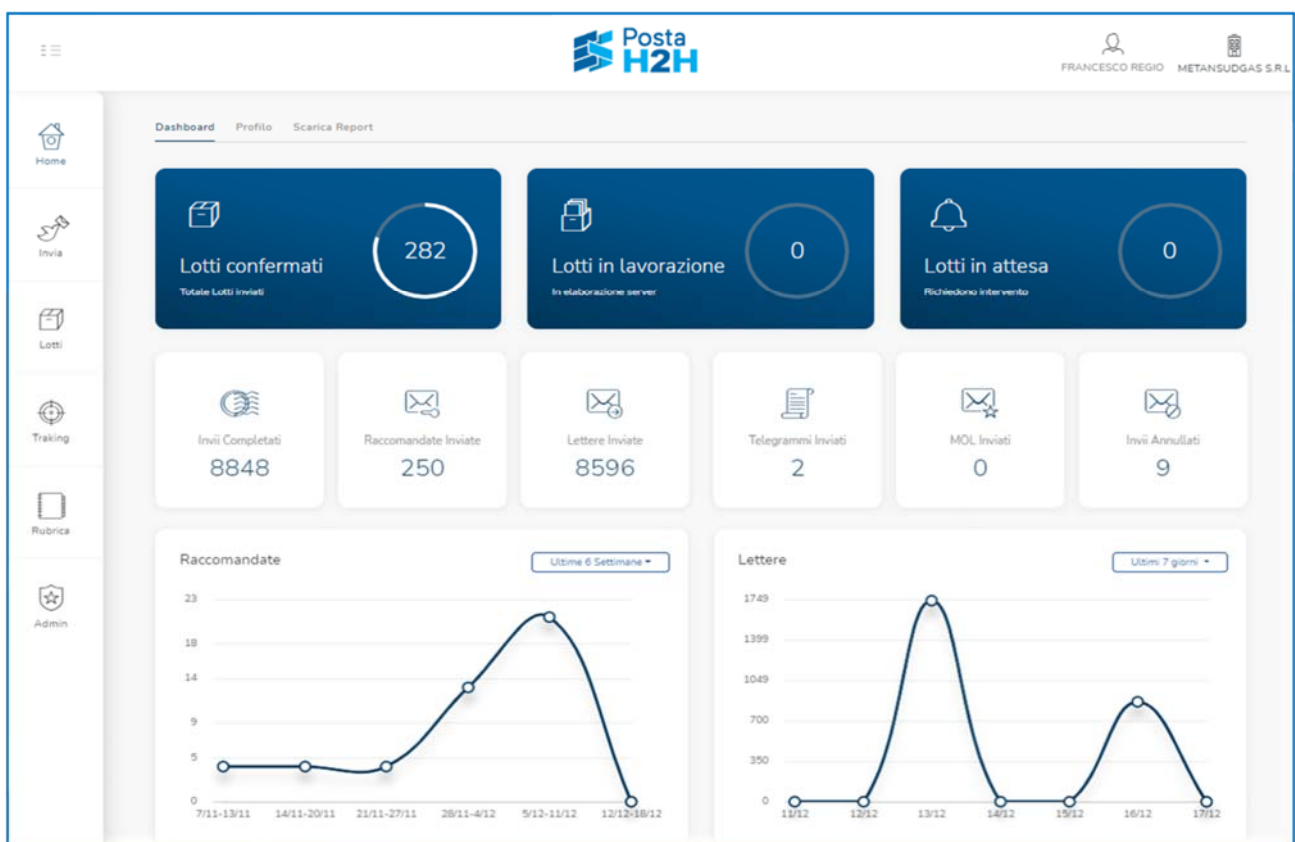 Posta
H2H
FRANCESCO REGIO
METANSUDGAS S.R.L
Dashboard Profilo Scarica Report
Home
Invia
Lotti
Traking
Rubrica
Admin
282
Lotti confermati
Totale Lotti inviati
0
Lotti in lavorazione
In elaborazione server
0
Lotti in attesa
Richiedono intervento
Invii Completati
8848
Raccomandate Inviate
250
Lettere Inviate
8596
Telegrammi Inviati
2
MOL Inviati
0
Invii Annullati
9
Raccomandate
Ultime 6 Settimane
23
18
14
9
5
0
7/11-13/11 14/11-20/11 21/11-27/11 28/11-4/12 5/12-11/12 12/12-18/12
Lettere
Ultimi 7 giorni
1749
1399
1049
700
350
0
11/12 12/12 13/12 14/12 15/12 16/12 17/12